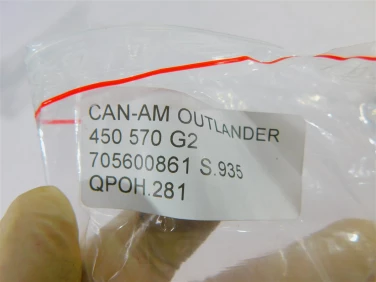 CAN-AM OUTLANDER
450 570 G2
705600861 S.935
QPOH.281